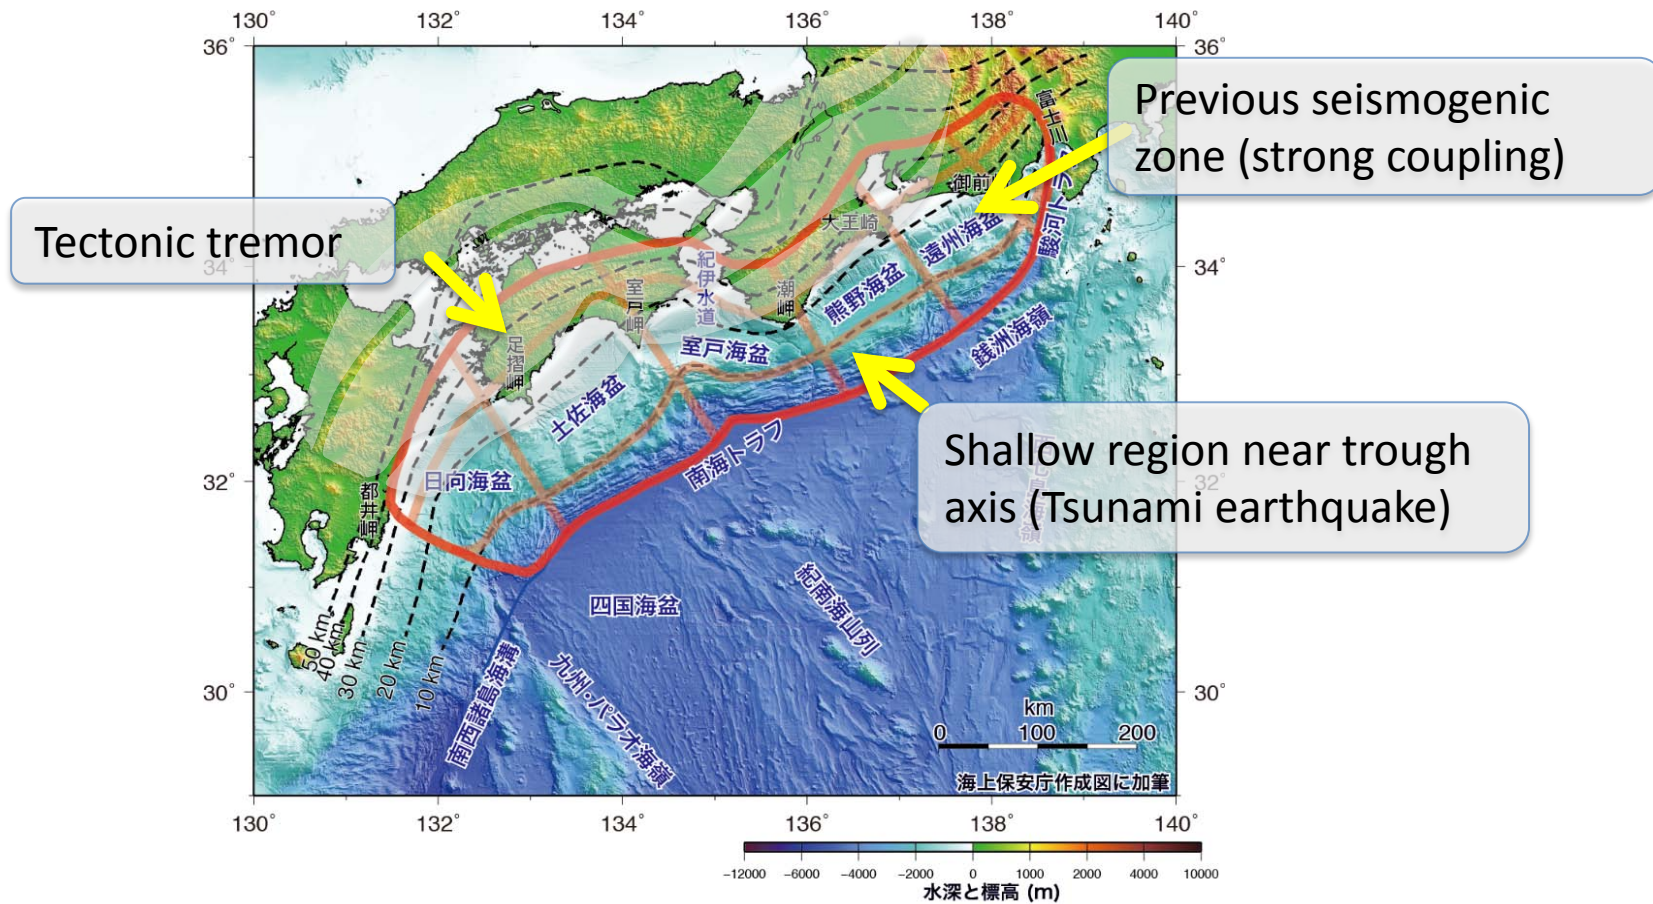 130°
132°
134°
136°
138°
140°
36°
36°
Previous seismogenic
zone (strong coupling)
富士川
御前
駿河トラフ
大王崎
遠州海盆
Tectonic tremor
34°
34°
紀伊水道
室戸岬
潮岬
熊野海盆
足摺岬
室戸海盆
銭洲海嶺
土佐海盆
Shallow region near trough
axis (Tsunami earthquake)
南海トラフ
32°
32°
日向海盆
都井岬
四国海盆
紀南海山列
50 km
40 km
30 km
20 km
10 km
30°
30°
南西諸島海溝
九州・パラオ海嶺
km
0
100
200
海上保安庁作成図に加筆
130°
132°
134°
136°
138°
140°
−12000
−6000
−4000
−2000
0
1000
2000
4000
10000
水深と標高 (m)